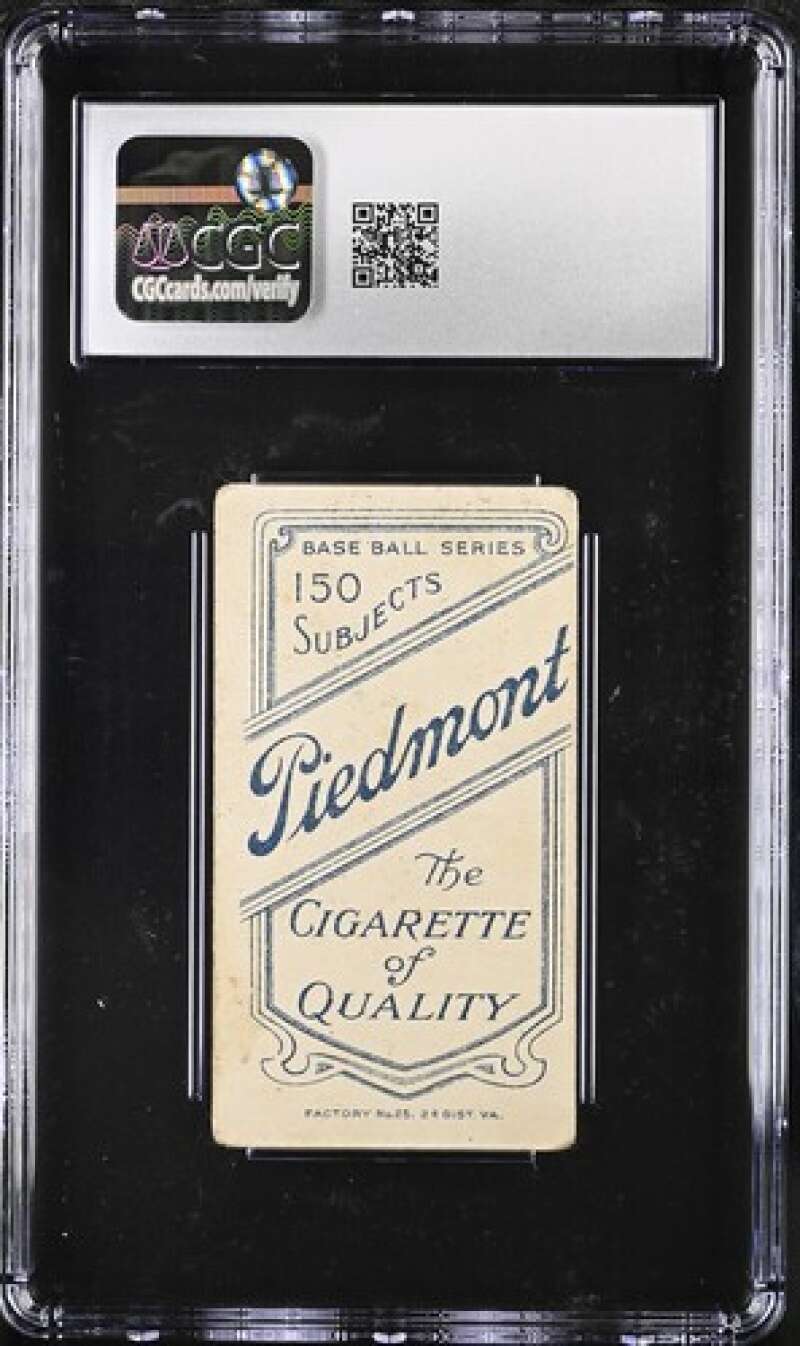 CGC
CGCcards.com/verify
BASE BALL SERIES
150
SUBJECTS
Piedmont
The
CIGARETTE
of
QUALITY
FACTORY No 25, 2d DIST. VA.